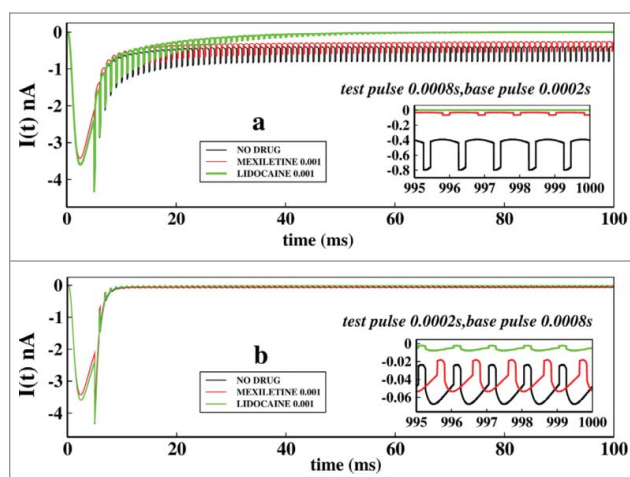 0
-1
-2
-3
-4
I(t) nA
test pulse 0.0008s,base pulse 0.0002s
a
NO DRUG
MEXILETINE 0.001
LIDOCAINE 0.001
0
-0.2
-0.4
-0.6
-0.8
995 996 997 998 999 1000
0 20 40 60 80 100
time (ms)
0
-1
-2
-3
-4
I(t) nA
test pulse 0.0002s,base pulse 0.0008s
b
NO DRUG
MEXILETINE 0.001
LIDOCAINE 0.001
0
-0.02
-0.04
-0.06
995 996 997 998 999 1000
0 20 40 60 80 100
time (ms)